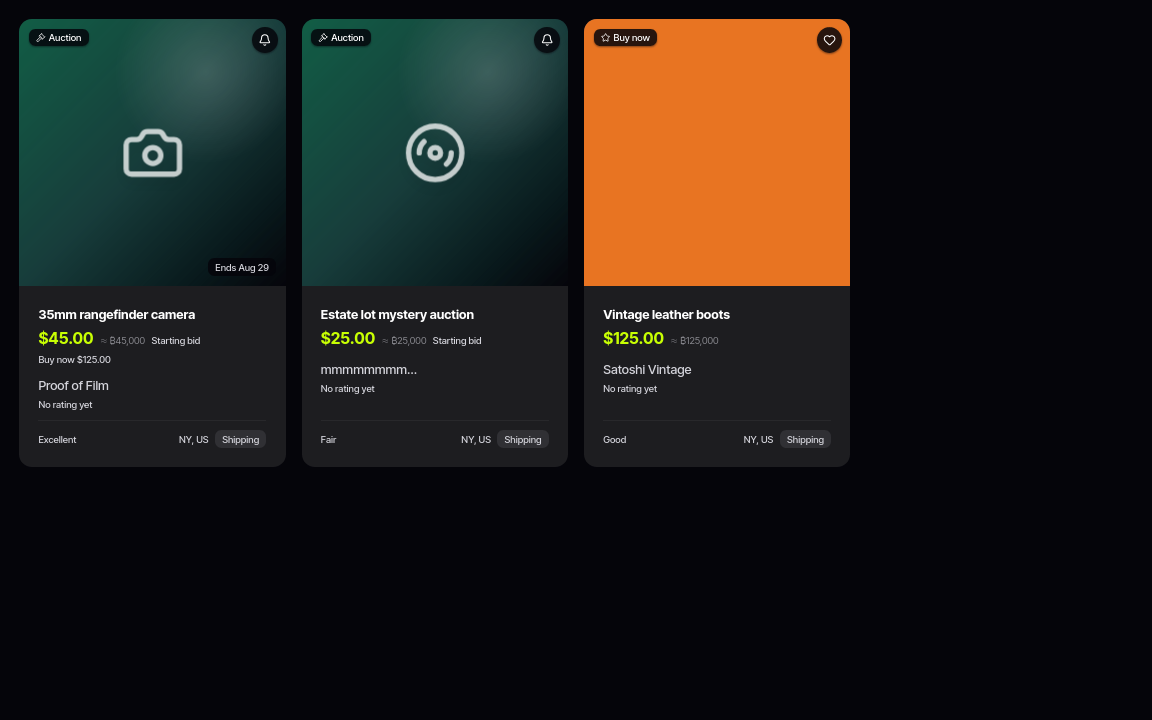 Auction
Ends Aug 29
35mm rangefinder camera
$45.00 ≈ ₿45,000 Starting bid
Buy now $125.00
Proof of Film
No rating yet
Excellent NY, US Shipping
Auction
Estate lot mystery auction
$25.00 ≈ ₿25,000 Starting bid
mmmmmmmmm...
No rating yet
Fair NY, US Shipping
Buy now
Vintage leather boots
$125.00 ≈ ₿125,000
Satoshi Vintage
No rating yet
Good NY, US Shipping